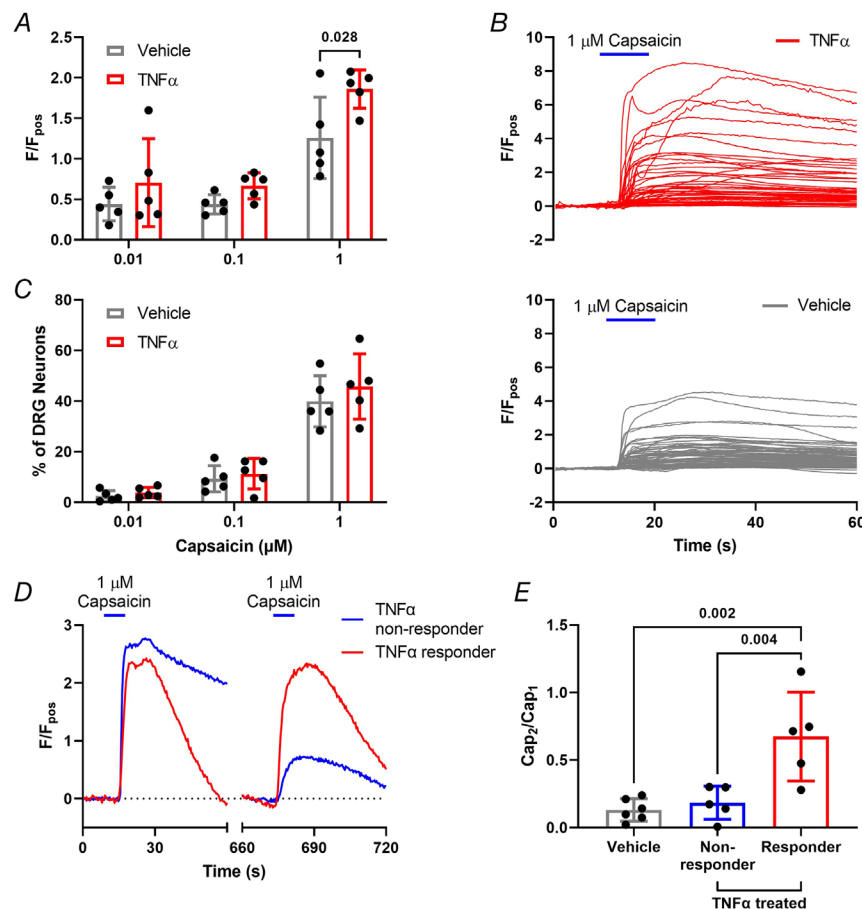 A
Vehicle
TNFα
0.028
F/Fpos
2.5
2.0
1.5
1.0
0.5
0.0
0.01
0.1
1
B
1 µM Capsaicin
TNFα
F/Fpos
10
8
6
4
2
0
-2
C
Vehicle
TNFα
% of DRG Neurons
80
60
40
20
0
0.01
0.1
1
Capsaicin (µM)
1 µM Capsaicin
Vehicle
F/Fpos
10
8
6
4
2
0
-2
0
20
40
60
Time (s)
D
1 µM
Capsaicin
1 µM
Capsaicin
TNFα
non-responder
TNFα responder
F/Fpos
3
2
1
0
0
30
60
660
690
720
Time (s)
E
0.002
0.004
Cap2/Cap1
1.5
1.0
0.5
0.0
Vehicle
Non-
responder
Responder
TNFα treated